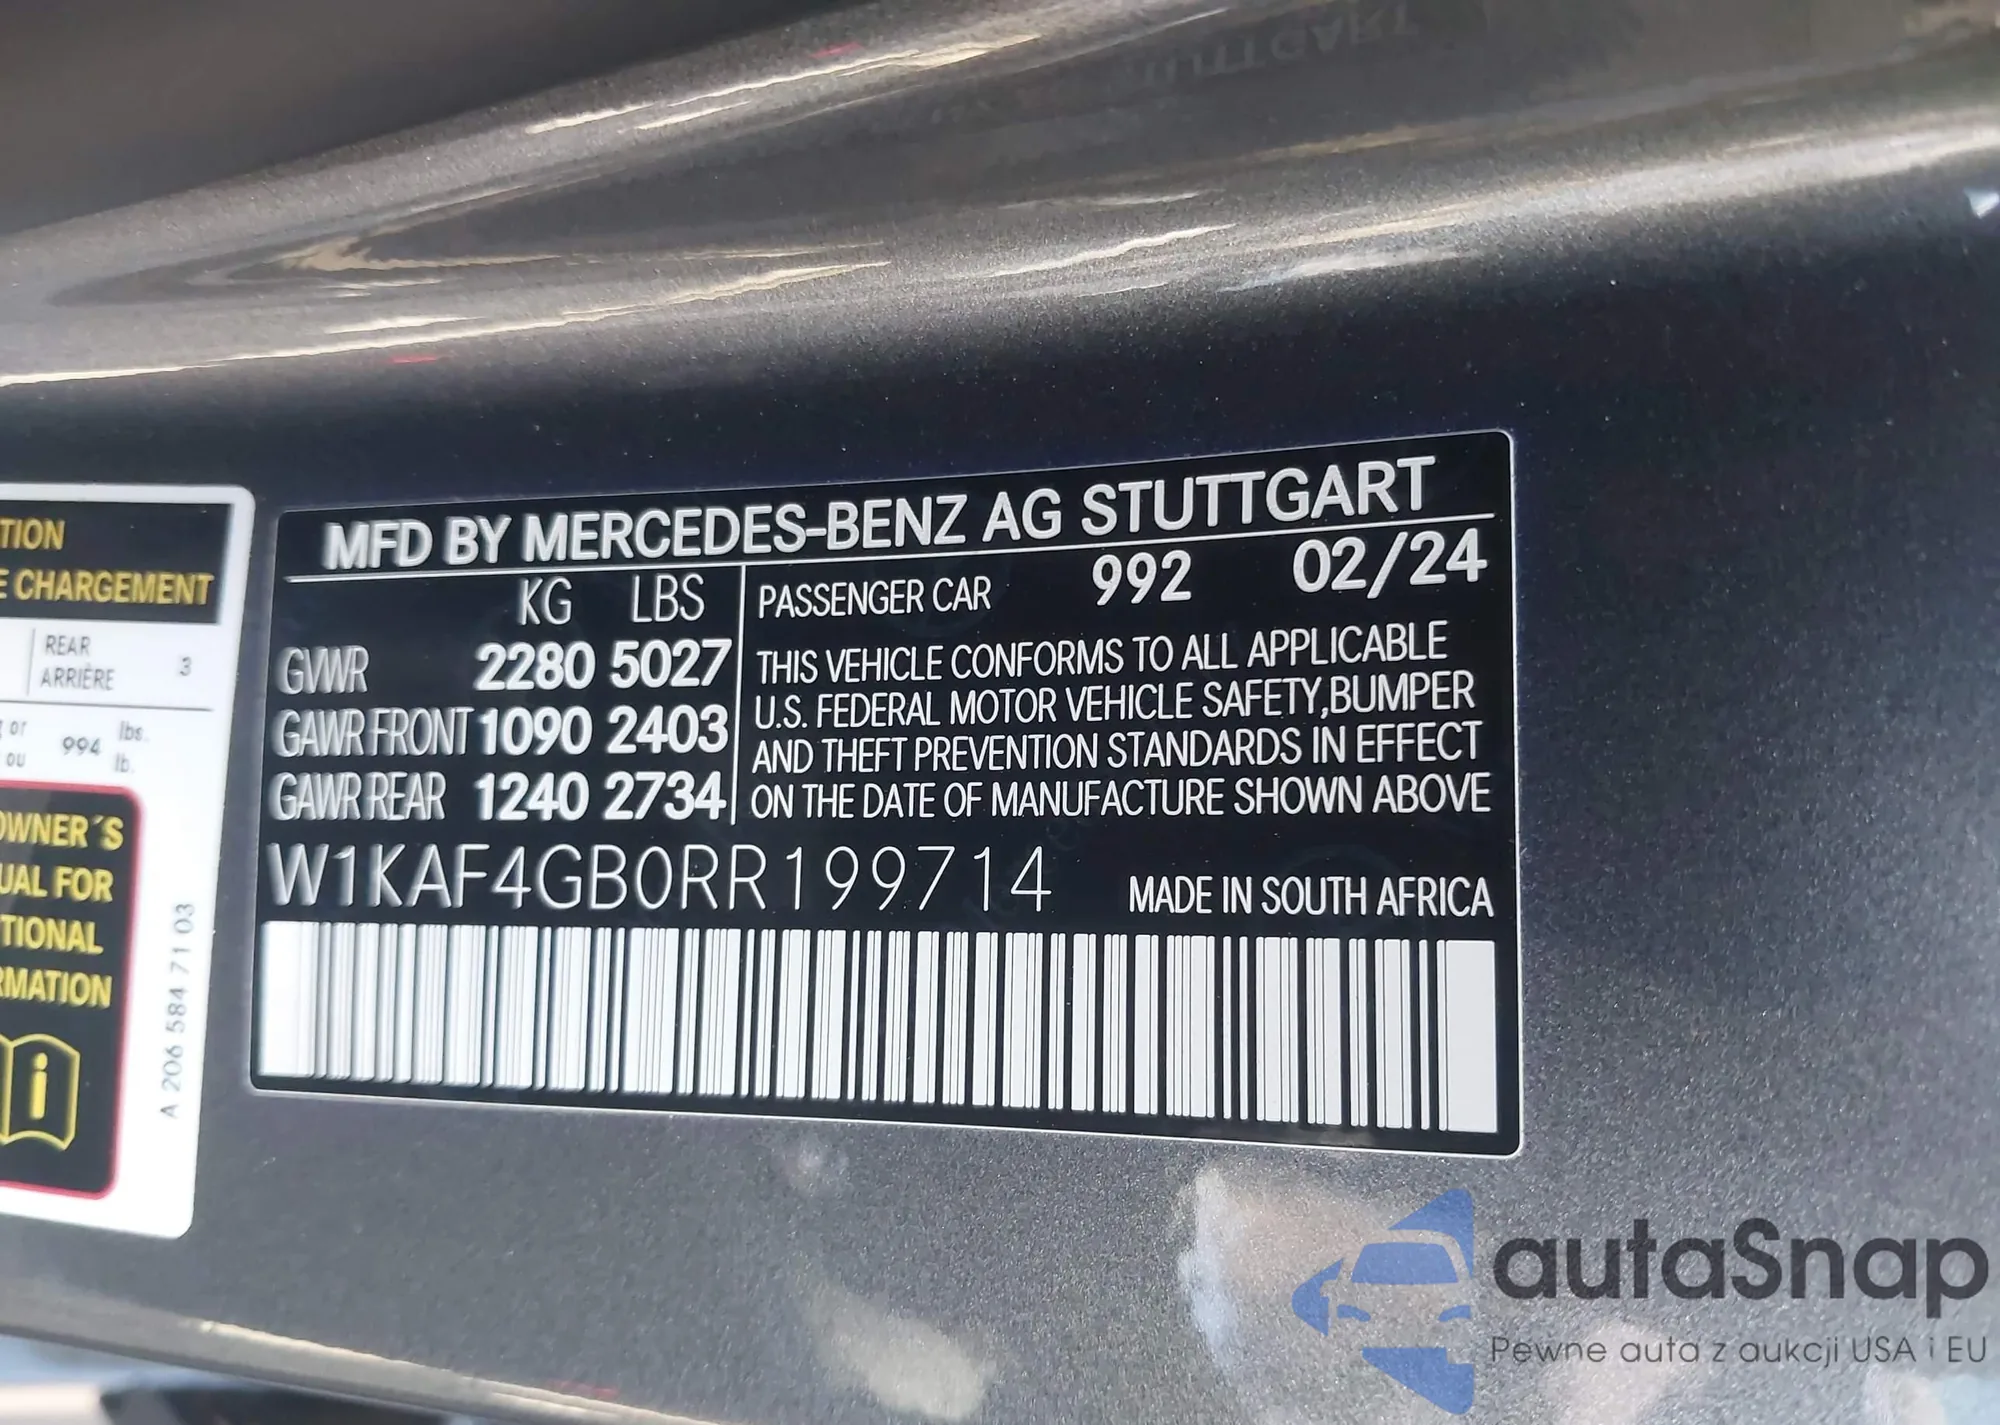 TION
E CHARGEMENT
REAR
ARRIÈRE 3
or 994 lbs.
ou lb.
OWNER´S
UAL FOR
TIONAL
RMATION
A 206 584 71 03
MFD BY MERCEDES-BENZ AG STUTTGART
KG LBS
GVWR 2280 5027
GAWR FRONT 1090 2403
GAWR REAR 1240 2734
PASSENGER CAR 992 02/24
THIS VEHICLE CONFORMS TO ALL APPLICABLE
U.S. FEDERAL MOTOR VEHICLE SAFETY,BUMPER
AND THEFT PREVENTION STANDARDS IN EFFECT
ON THE DATE OF MANUFACTURE SHOWN ABOVE
W1KAF4GB0RR199714
MADE IN SOUTH AFRICA
autaSnap
Pewne auta z aukcji USA i EU